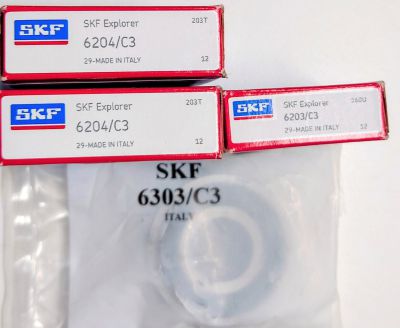 SKF
SKF Explorer
203T
6204/C3
29-MADE IN ITALY
12
SKF
SKF Explorer
203T
6204/C3
29-MADE IN ITALY
12
SKF
SKF Explorer
160U
6203/C3
29-MADE IN ITALY
12
SKF
6303/C3
ITALY